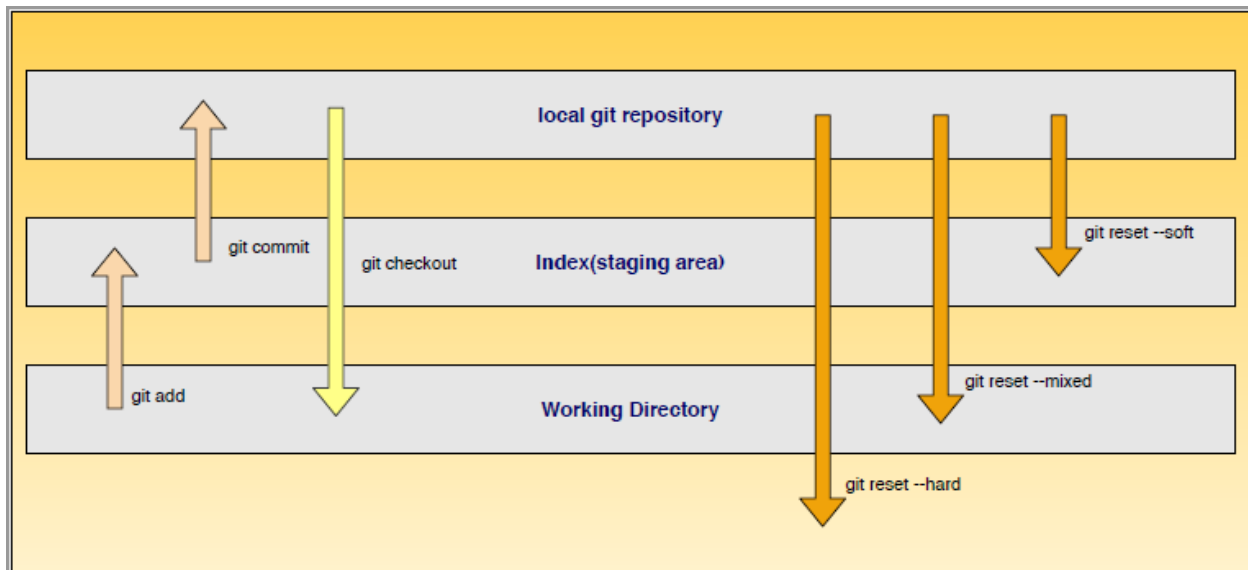 local git repository
git commit
git checkout
Index(staging area)
git reset --soft
git add
Working Directory
git reset --mixed
git reset --hard